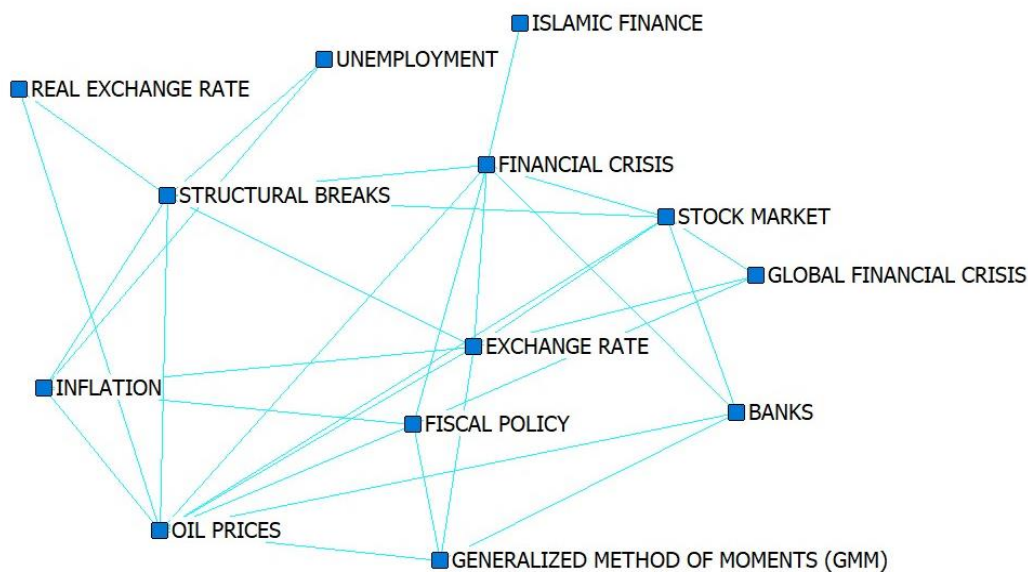 ISLAMIC FINANCE
UNEMPLOYMENT
REAL EXCHANGE RATE
FINANCIAL CRISIS
STRUCTURAL BREAKS
STOCK MARKET
GLOBAL FINANCIAL CRISIS
EXCHANGE RATE
INFLATION
BANKS
FISCAL POLICY
OIL PRICES
GENERALIZED METHOD OF MOMENTS (GMM)